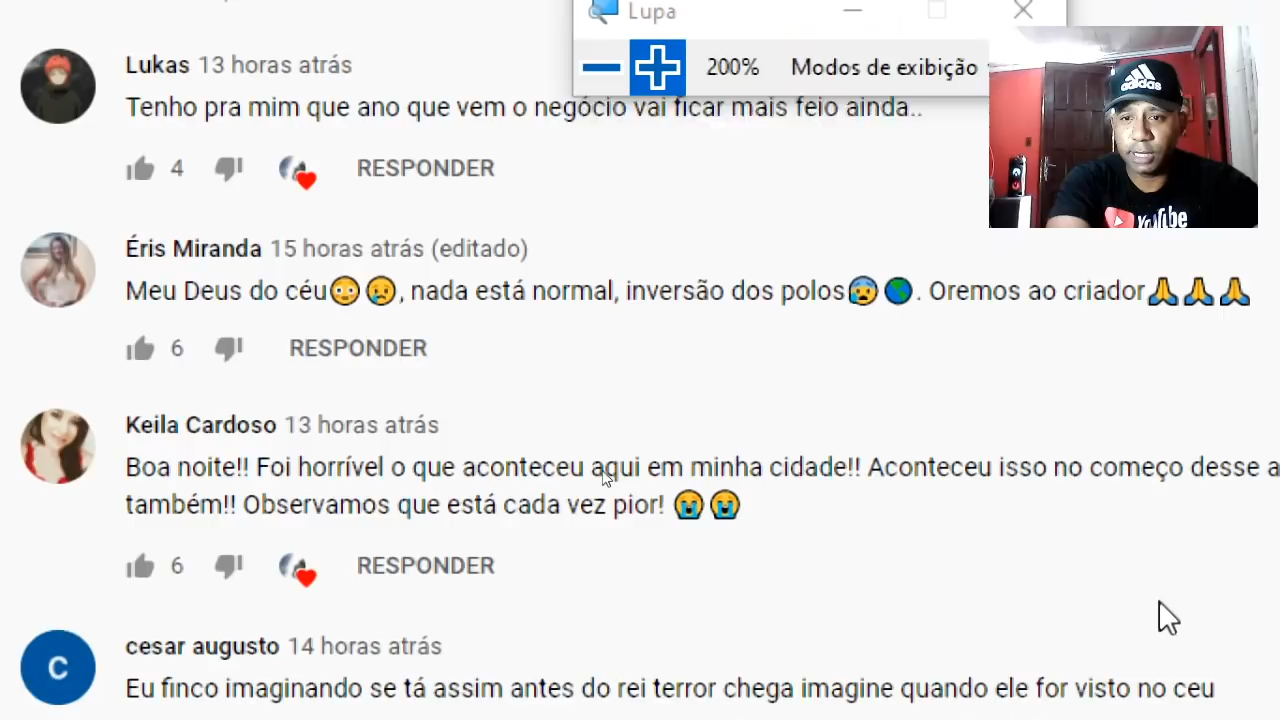 Lupa
200% Modos de exibição
Lukas 13 horas atrás
Tenho pra mim que ano que vem o negócio vai ficar mais feio ainda..
4 RESPONDER
adidas
YouTube
Éris Miranda 15 horas atrás (editado)
Meu Deus do céu😳😢, nada está normal, inversão dos polos😰🌎. Oremos ao criador🙏🙏🙏
6 RESPONDER
Keila Cardoso 13 horas atrás
Boa noite!! Foi horrível o que aconteceu aqui em minha cidade!! Aconteceu isso no começo desse a
também!! Observamos que está cada vez pior! 😭😭
6 RESPONDER
C
cesar augusto 14 horas atrás
Eu finco imaginando se tá assim antes do rei terror chega imagine quando ele for visto no ceu